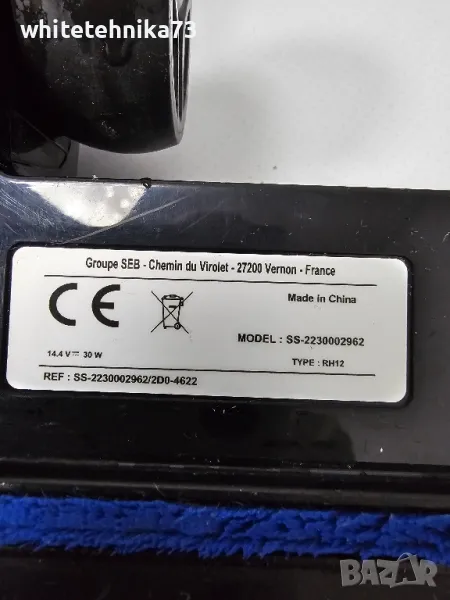 whitetehnika73
Groupe SEB - Chemin du Virolet - 27200 Vernon - France
Made in China
CE
MODEL : SS-2230002962
14.4 V⎓ 30 W
TYPE : RH12
REF : SS-2230002962/2D0-4622
BAZAR